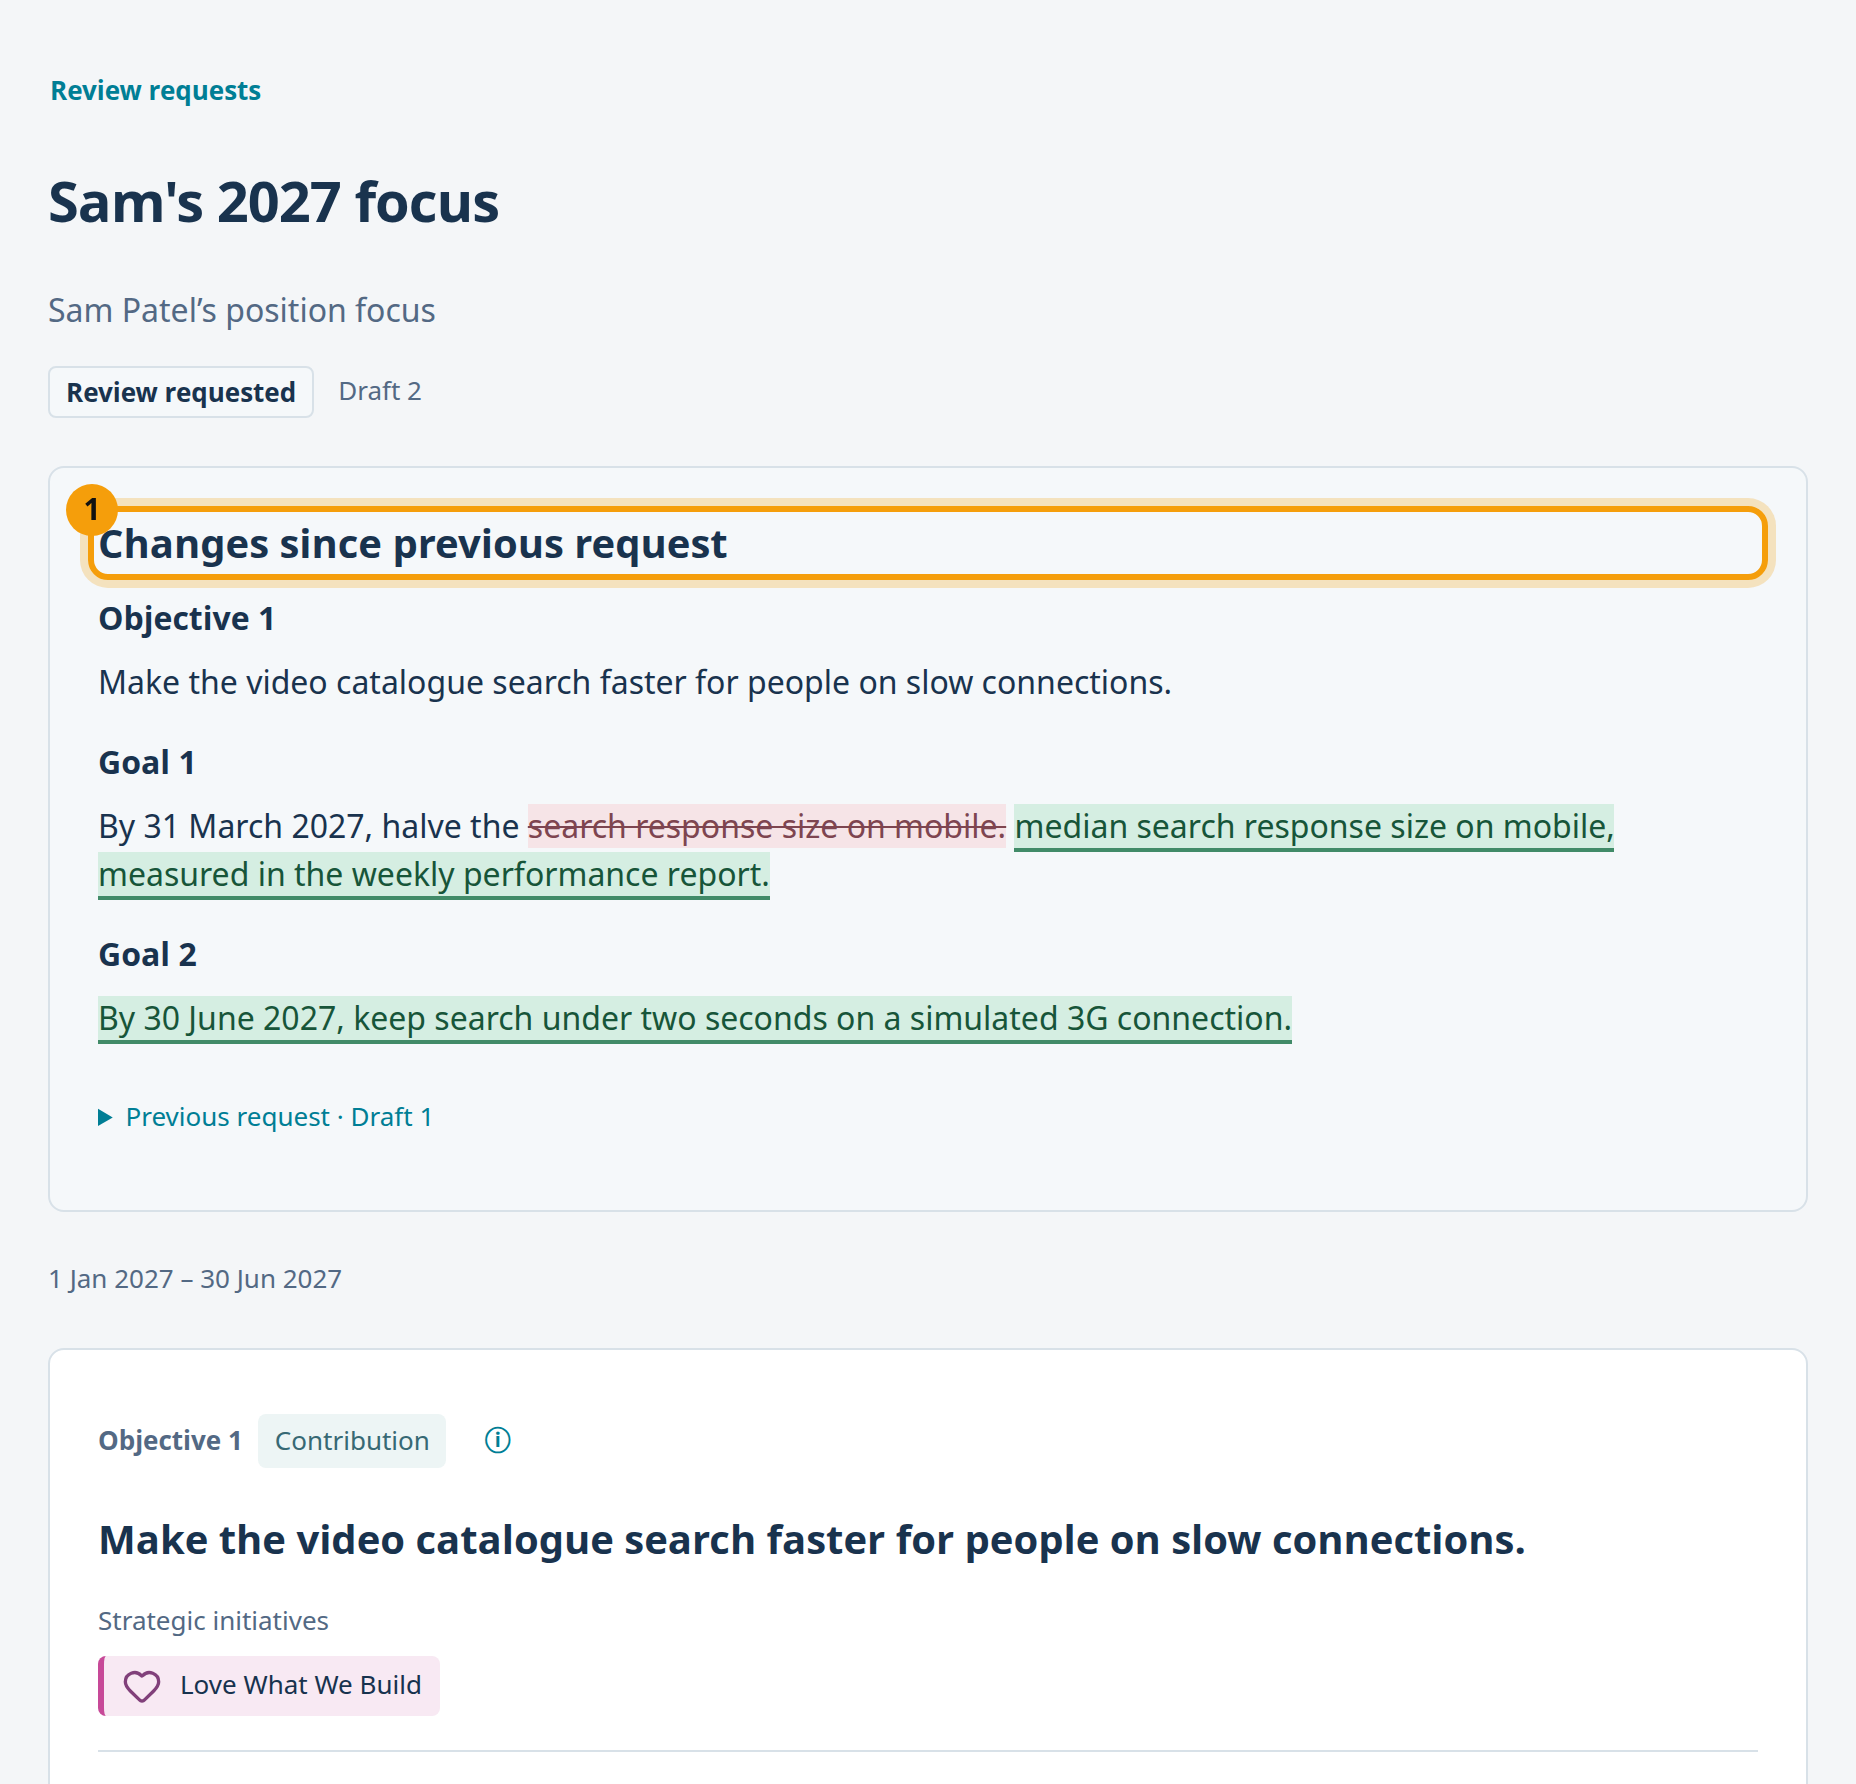 Review requests
Sam's 2027 focus
Sam Patel’s position focus
Review requested Draft 2
1
Changes since previous request
Objective 1
Make the video catalogue search faster for people on slow connections.
Goal 1
By 31 March 2027, halve the search response size on mobile. median search response size on mobile,
measured in the weekly performance report.
Goal 2
By 30 June 2027, keep search under two seconds on a simulated 3G connection.
Previous request · Draft 1
1 Jan 2027 – 30 Jun 2027
Objective 1 Contribution
Make the video catalogue search faster for people on slow connections.
Strategic initiatives
Love What We Build